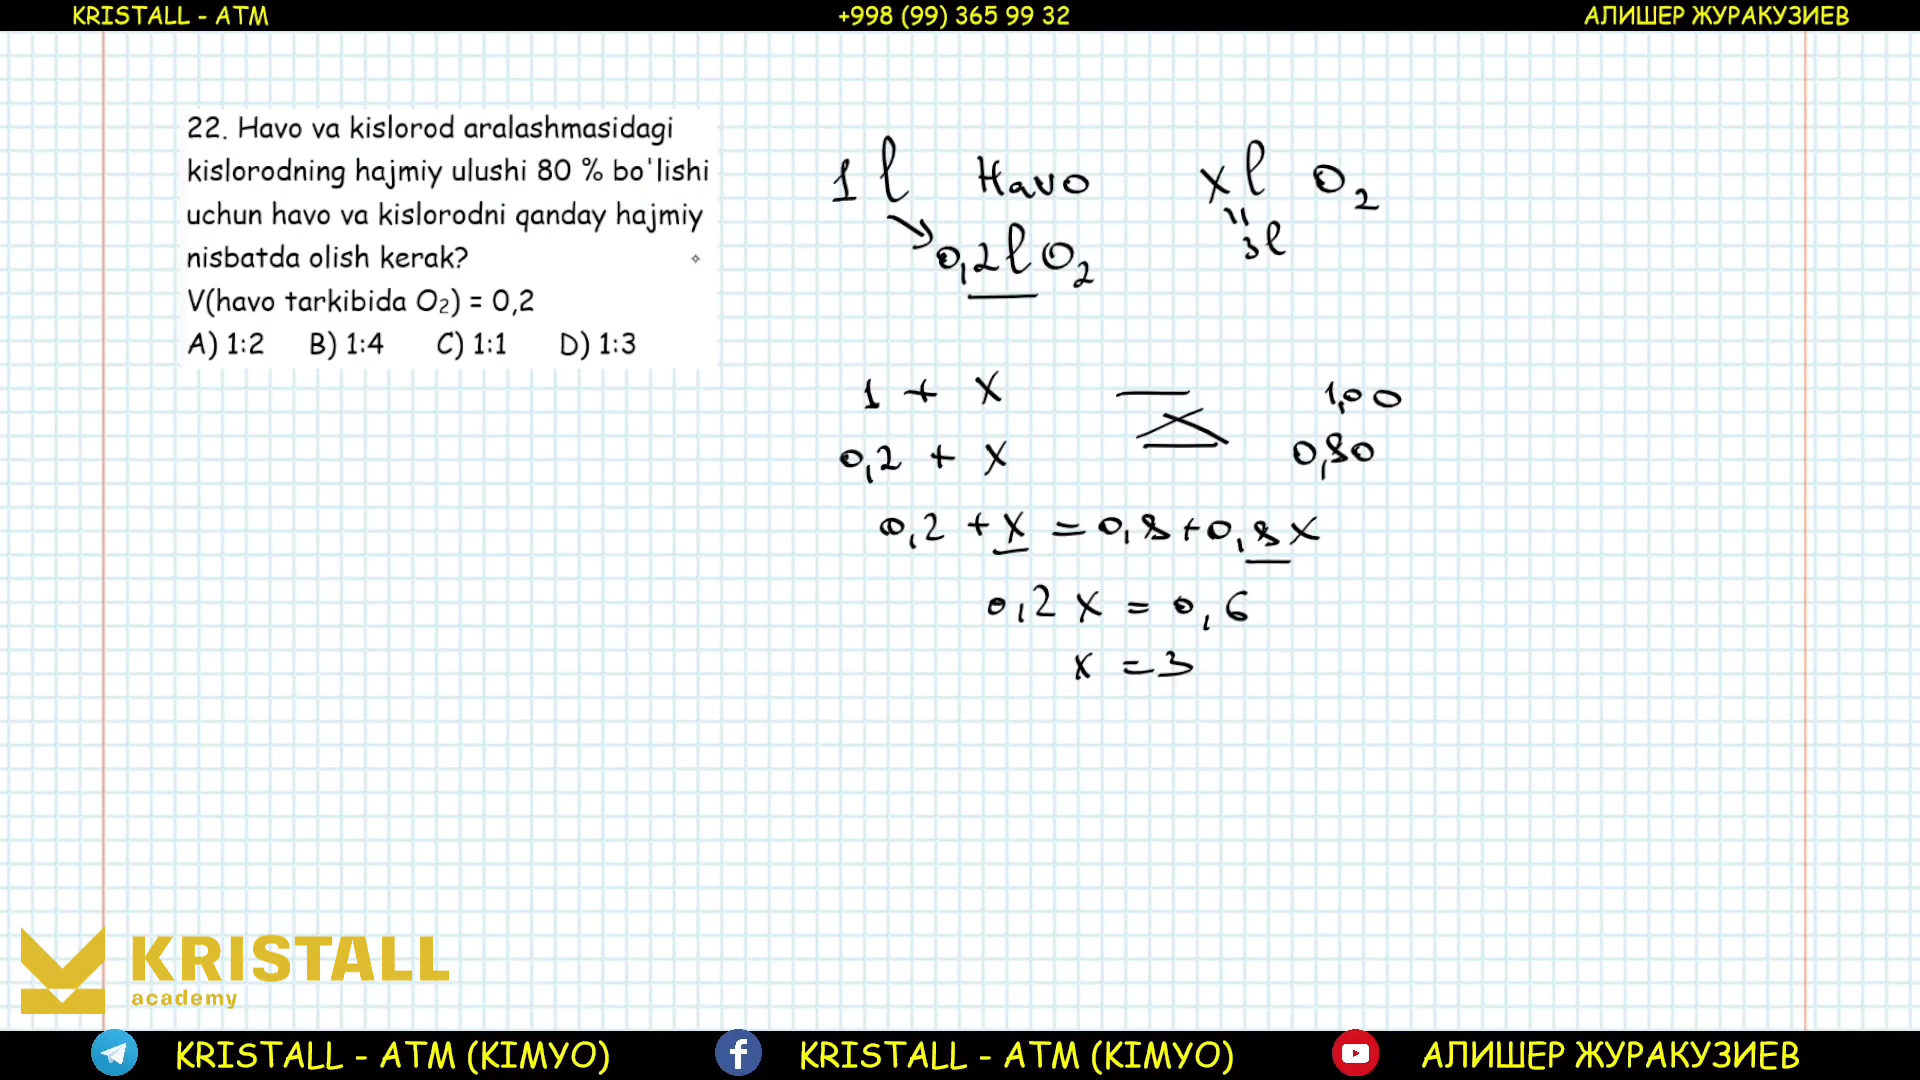 KRISTALL - ATM
+998 (99) 365 99 32
АЛИШЕР ЖУРАКУЗИЕВ
22. Havo va kislorod aralashmasidagi
kislorodning hajmiy ulushi 80 % bo'lishi
uchun havo va kislorodni qanday hajmiy
nisbatda olish kerak?
V(havo tarkibida O₂) = 0,2
A) 1:2 B) 1:4 C) 1:1 D) 1:3
1 l Havo x l O₂
0,2 l O₂
3 l
1 + x 1,00
0,2 + x 0,80
0,2 + x = 0,8 + 0,8 x
0,2 x = 0,6
x = 3
KRISTALL
academy
KRISTALL - ATM (KIMYO)
KRISTALL - ATM (KIMYO)
АЛИШЕР ЖУРАКУЗИЕВ